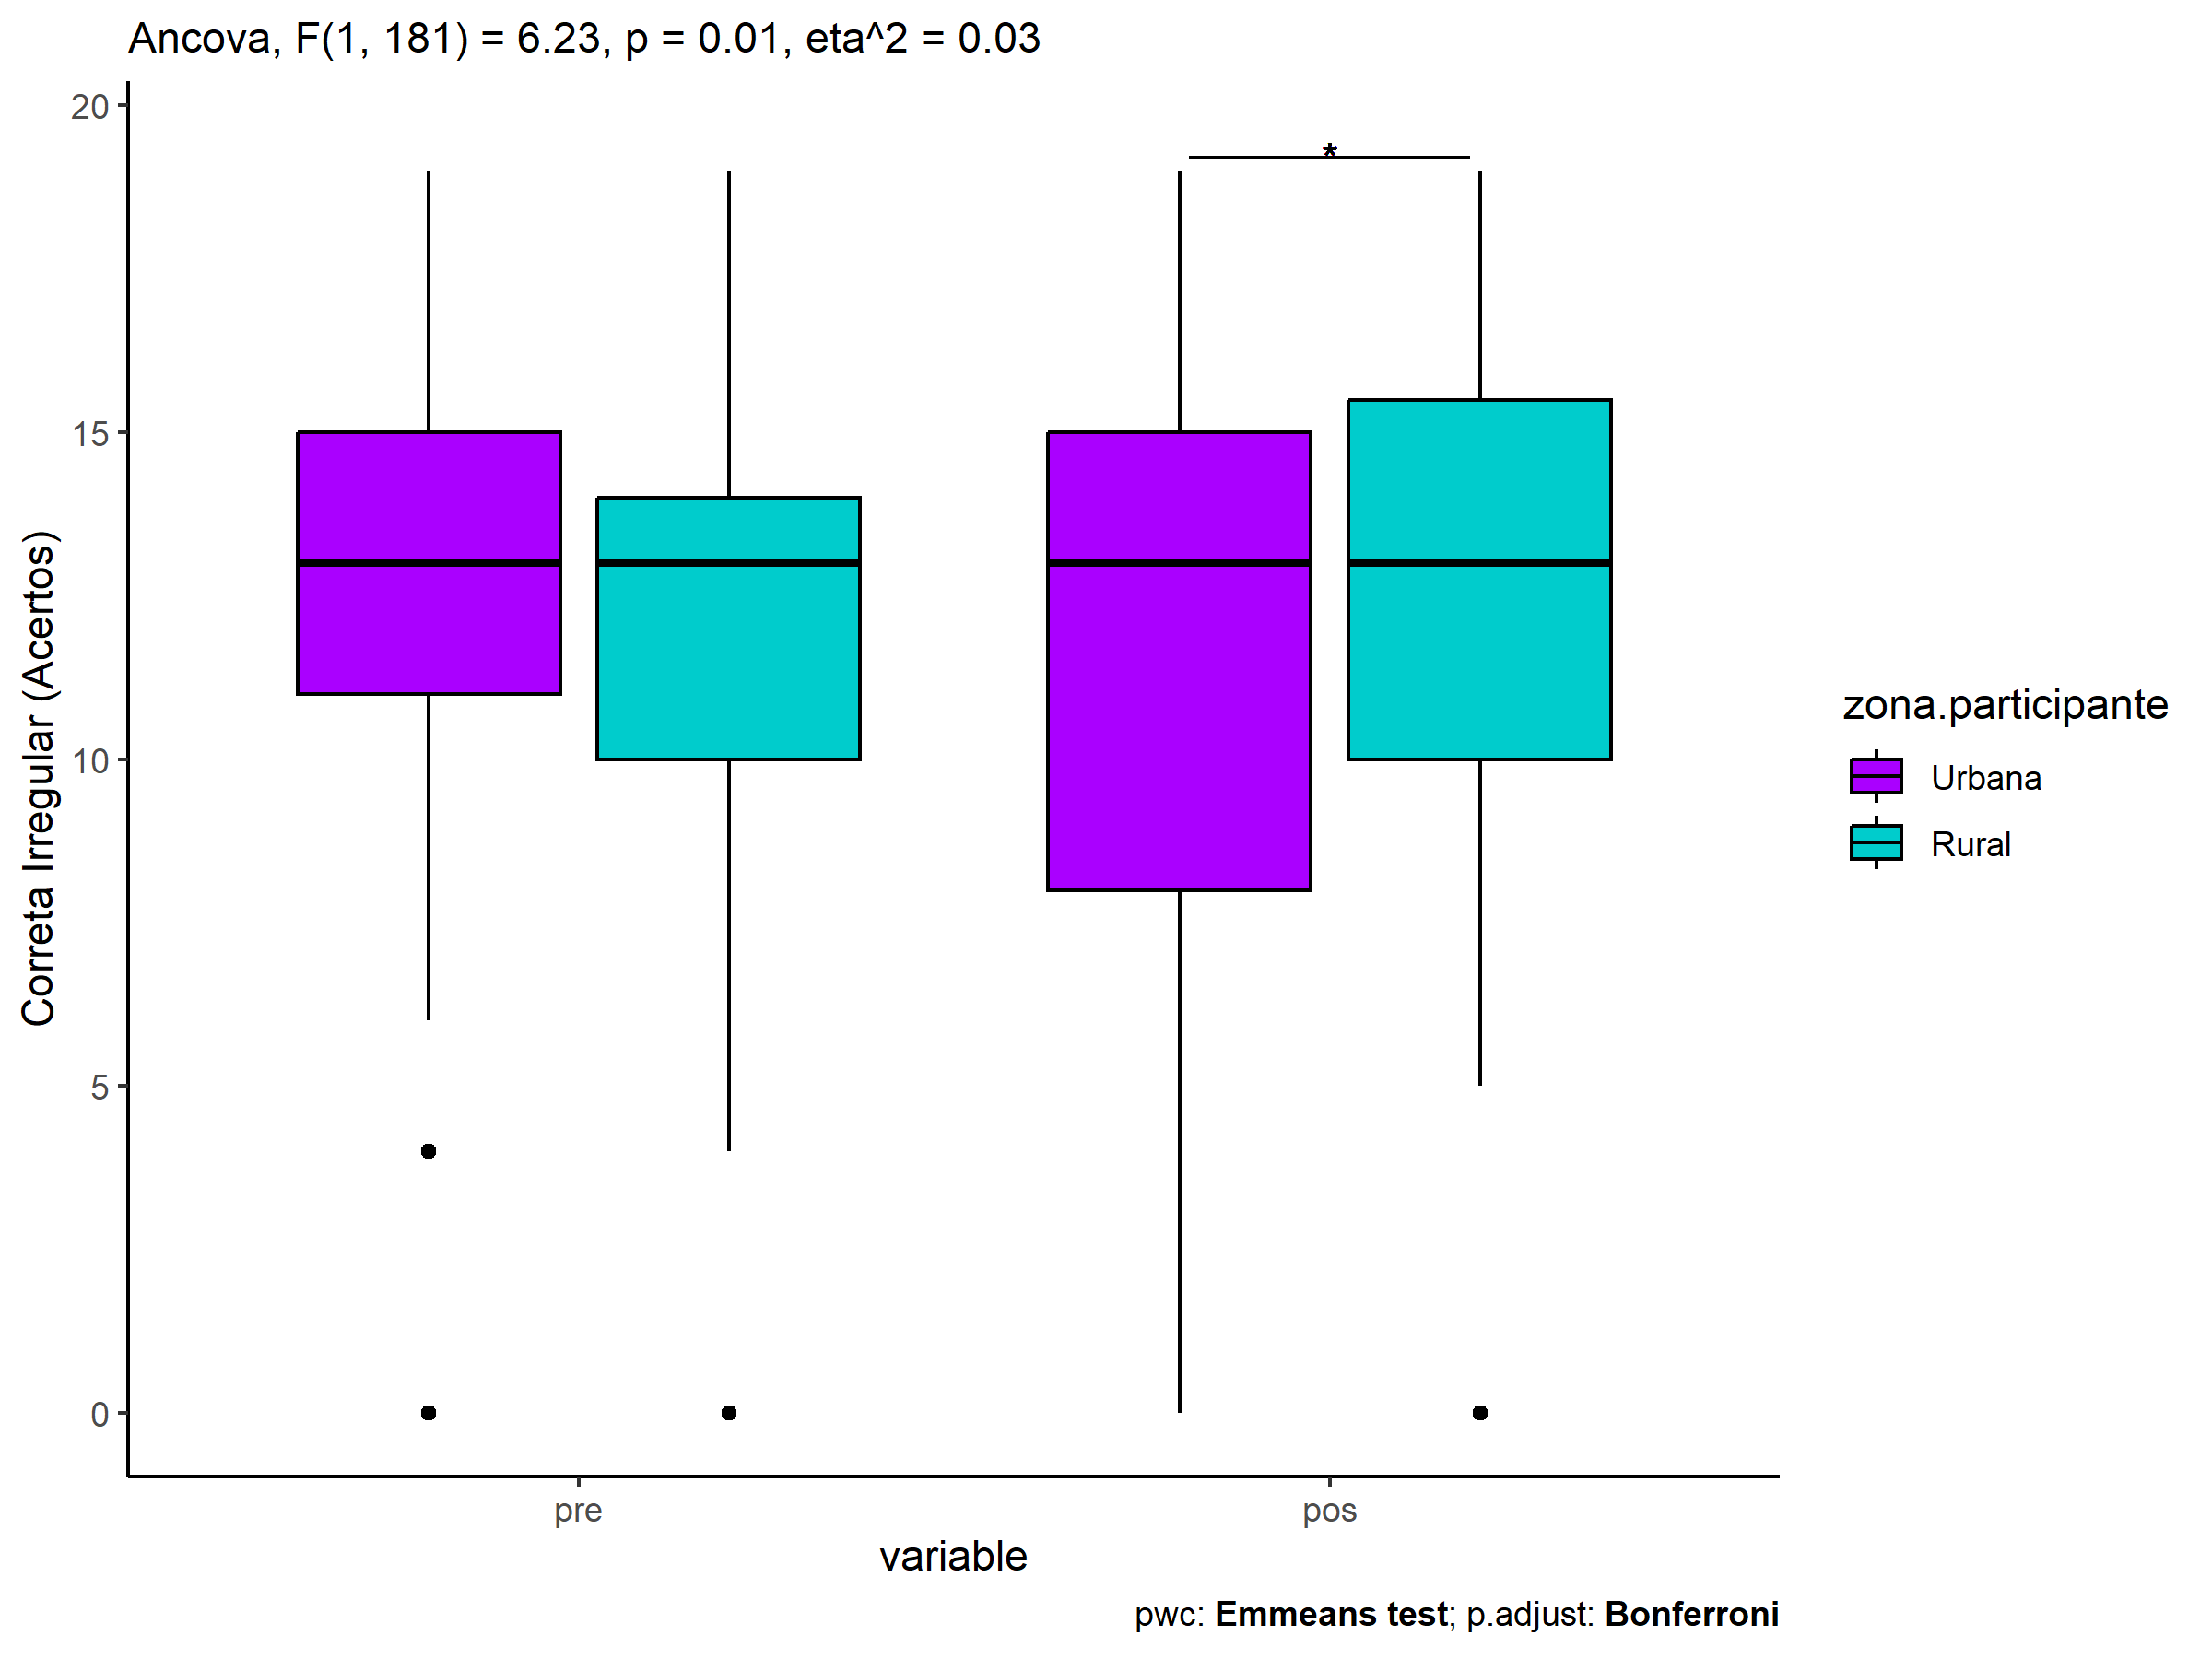 Ancova, F(1, 181) = 6.23, p = 0.01, eta^2 = 0.03
Correta Irregular (Acertos)
20
15
10
5
0
*
pre
pos
variable
zona.participante
Urbana
Rural
pwc: Emmeans test; p.adjust: Bonferroni